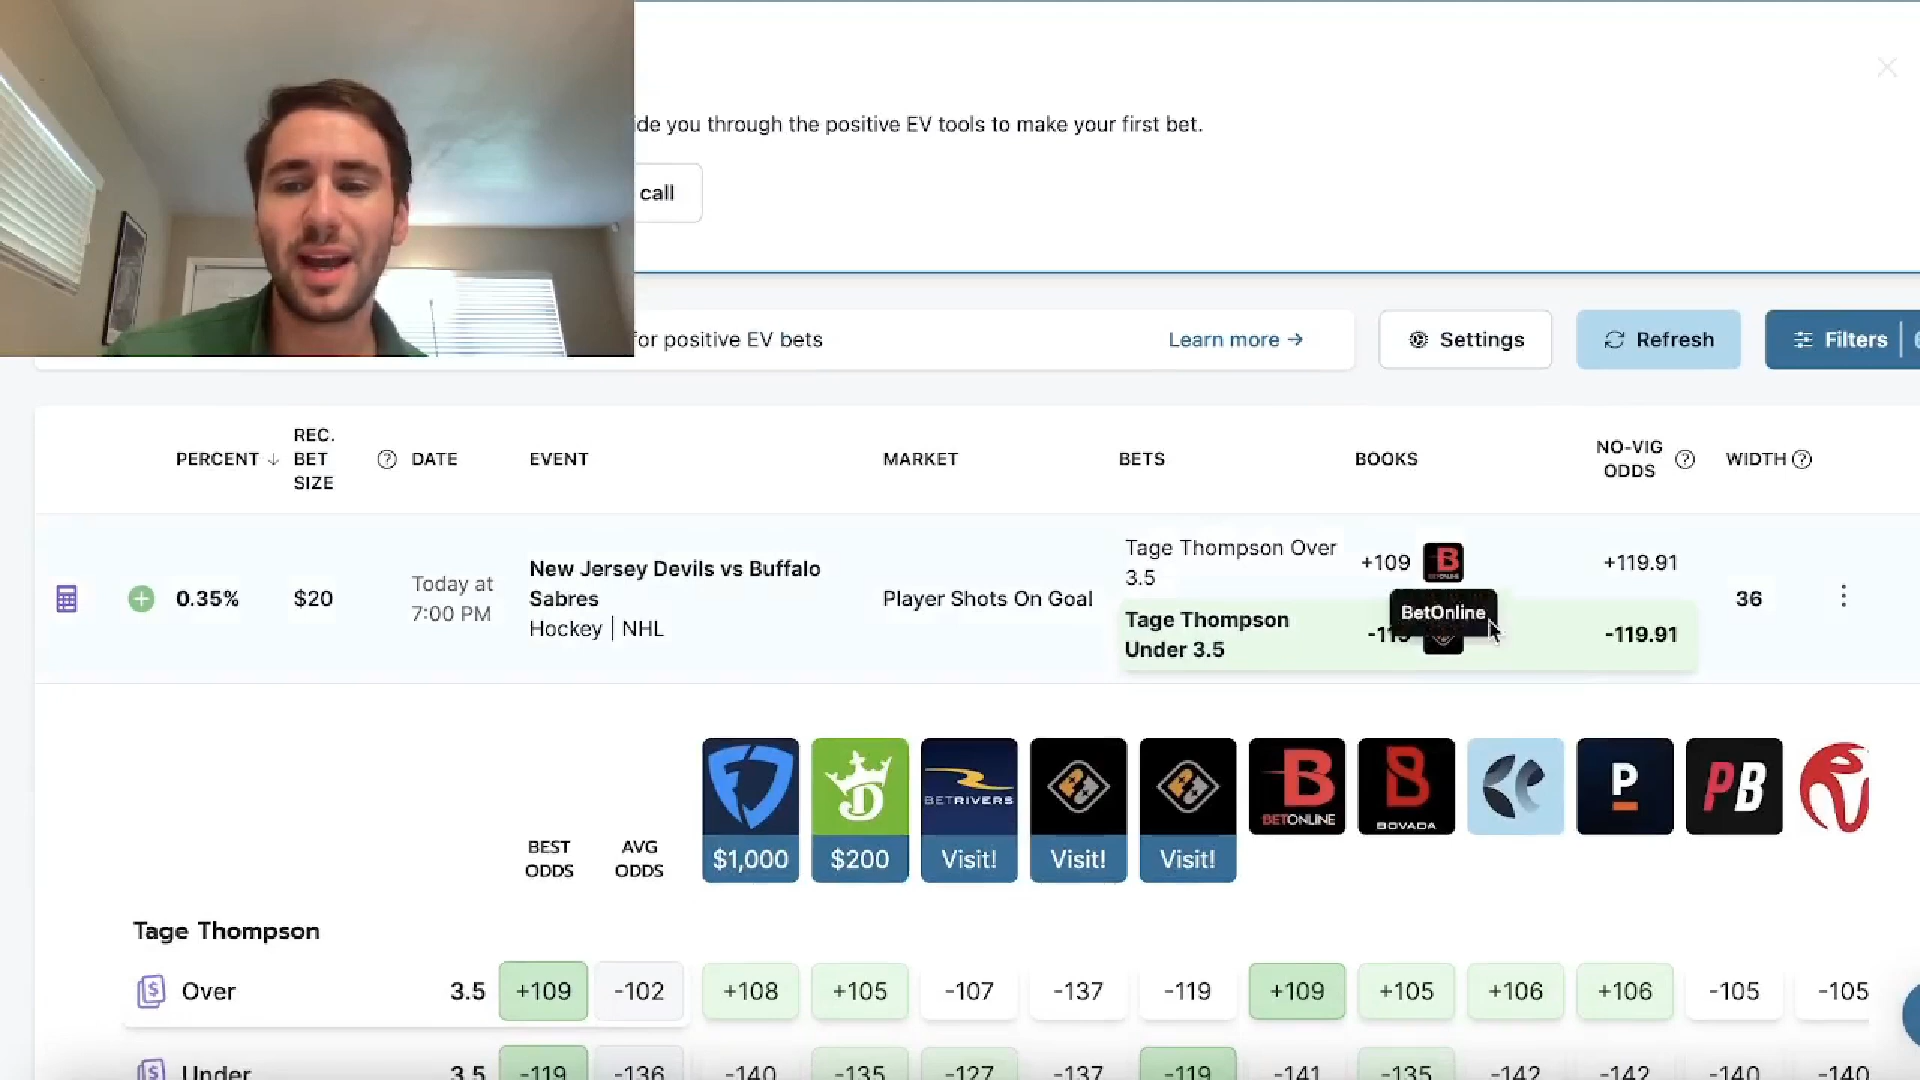 ide you through the positive EV tools to make your first bet.
call
for positive EV bets
Learn more →
Settings
Refresh
Filters
PERCENT ↓
REC. BET SIZE
DATE
EVENT
MARKET
BETS
BOOKS
NO-VIG ODDS
WIDTH
0.35%
$20
Today at
7:00 PM
New Jersey Devils vs Buffalo
Sabres
Hockey | NHL
Player Shots On Goal
Tage Thompson Over
3.5
+109
B
BETONLINE
+119.91
Tage Thompson
Under 3.5
BetOnline
-119.91
36
BETRIVERS
BETONLINE
BOVADA
P
PB
$1,000
$200
Visit!
Visit!
Visit!
BEST
ODDS
AVG
ODDS
Tage Thompson
Over 3.5 +109 -102 +108 +105 -107 -137 -119 +109 +105 +106 +106 -105 -105
Under 3.5 -119 -136 -140 -135 -127 -137 -119 -141 -135 -142 -142 -140 -140